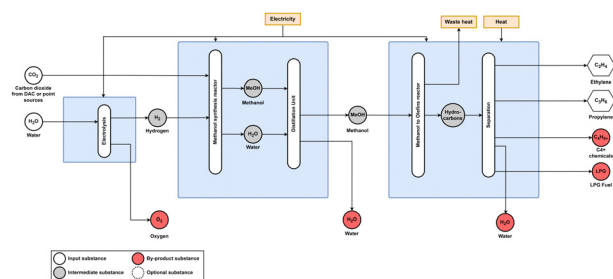 Electricity
Waste heat
Heat
CO₂
Carbon dioxide
from DAC or point
sources
H₂O
Water
Electrolysis
H₂
Hydrogen
O₂
Oxygen
Methanol synthesis reactor
MeOH
Methanol
H₂O
Water
Distillation Unit
MeOH
Methanol
H₂O
Water
Methanol to Olefins reactor
Hydro-
carbons
Separation
C₂H₄
Ethylene
C₃H₆
Propylene
C4+
chemicals
LPG
LPG Fuel
H₂O
Water
Input substance
By-product substance
Intermediate substance
Optional substance